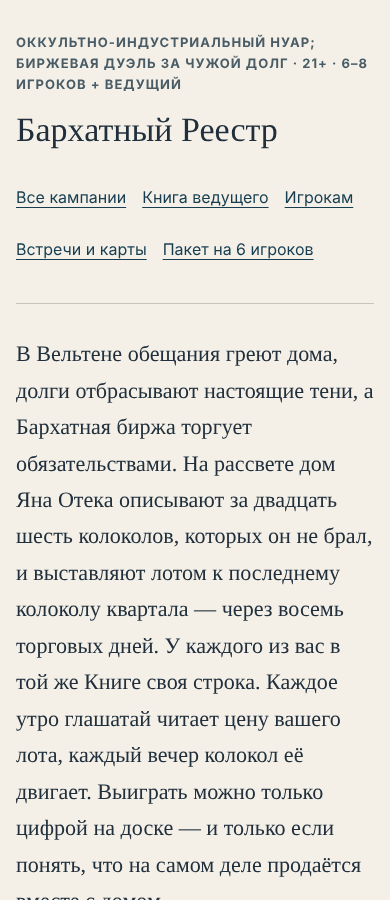 ОККУЛЬТНО-ИНДУСТРИАЛЬНЫЙ НУАР;
БИРЖЕВАЯ ДУЭЛЬ ЗА ЧУЖОЙ ДОЛГ · 21+ · 6–8
ИГРОКОВ + ВЕДУЩИЙ
Бархатный Реестр
Все кампании Книга ведущего Игрокам
Встречи и карты Пакет на 6 игроков
В Вельтене обещания греют дома,
долги отбрасывают настоящие тени, а
Бархатная биржа торгует
обязательствами. На рассвете дом
Яна Отека описывают за двадцать
шесть колоколов, которых он не брал,
и выставляют лотом к последнему
колоколу квартала — через восемь
торговых дней. У каждого из вас в
той же Книге своя строка. Каждое
утро глашатай читает цену вашего
лота, каждый вечер колокол её
двигает. Выиграть можно только
цифрой на доске — и только если
понять, что на самом деле продаётся
вместе с домом.